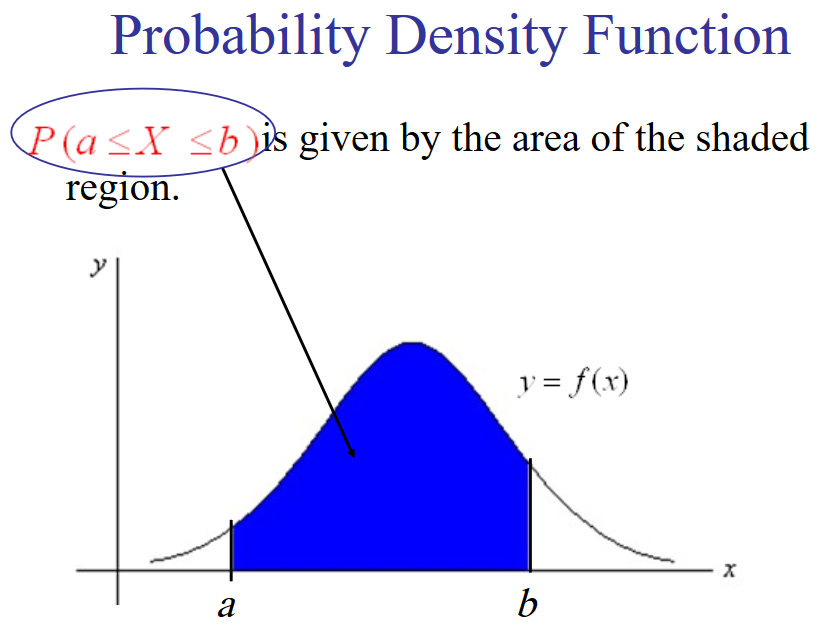 Probability Density Function
P(a ≤ X ≤ b) is given by the area of the shaded
region.
y
y = f(x)
x
a
b